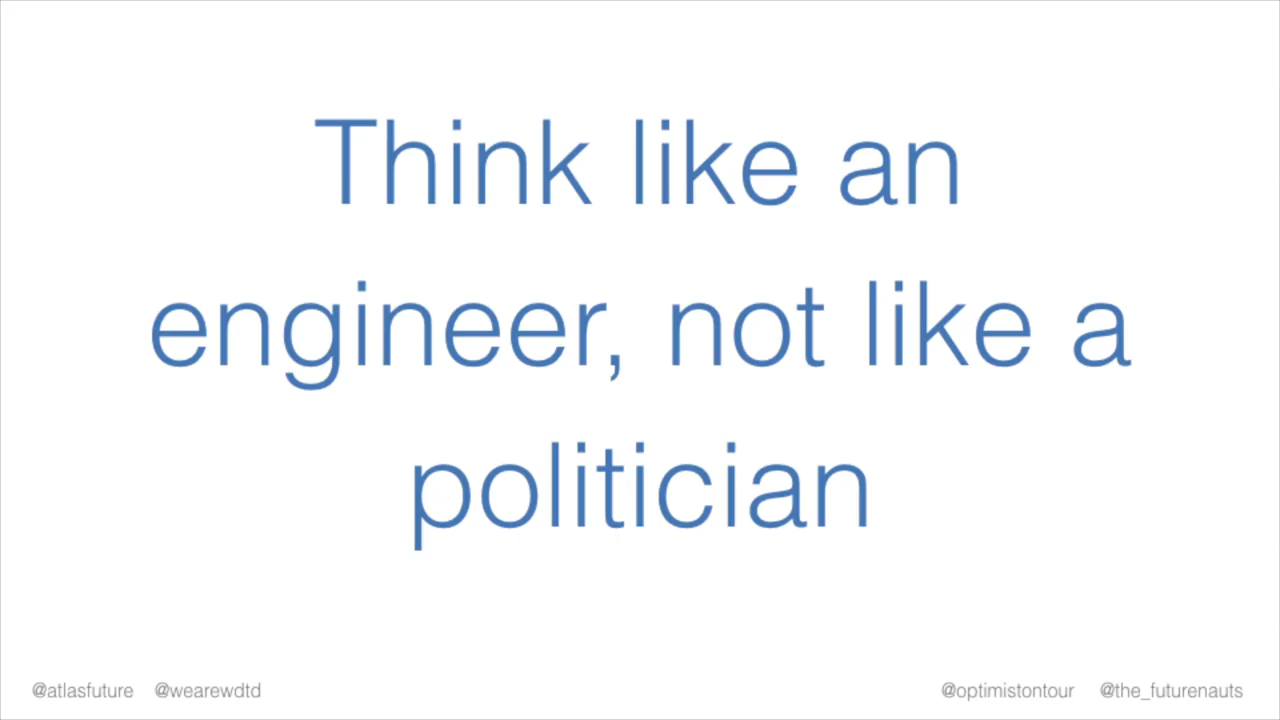 Think like an
engineer, not like a
politician
@atlasfuture @wearewdtd @optimistontour @the_futurenauts